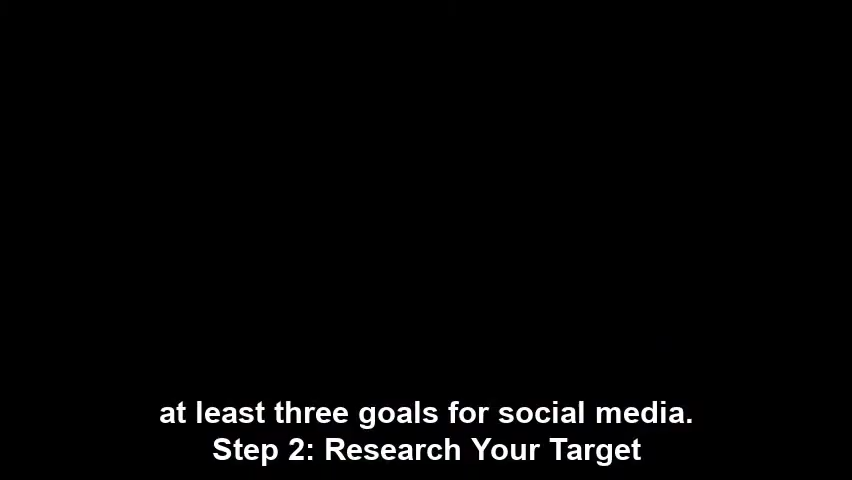 at least three goals for social media.
Step 2: Research Your Target